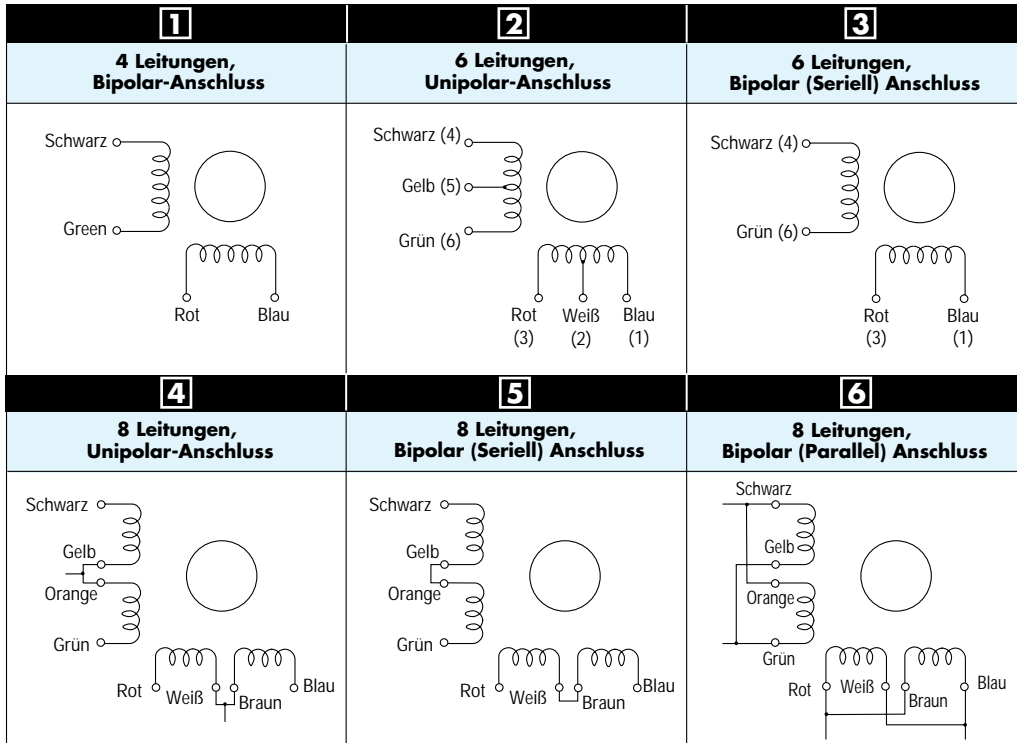 1
4 Leitungen,
Bipolar-Anschluss
Schwarz
Green
Rot Blau
2
6 Leitungen,
Unipolar-Anschluss
Schwarz (4)
Gelb (5)
Grün (6)
Rot Weiß Blau
(3) (2) (1)
3
6 Leitungen,
Bipolar (Seriell) Anschluss
Schwarz (4)
Grün (6)
Rot Blau
(3) (1)
4
8 Leitungen,
Unipolar-Anschluss
Schwarz
Gelb
Orange
Grün
Rot Weiß Braun Blau
5
8 Leitungen,
Bipolar (Seriell) Anschluss
Schwarz
Gelb
Orange
Grün
Rot Weiß Braun Blau
6
8 Leitungen,
Bipolar (Parallel) Anschluss
Schwarz
Gelb
Orange
Grün
Rot Weiß Braun Blau